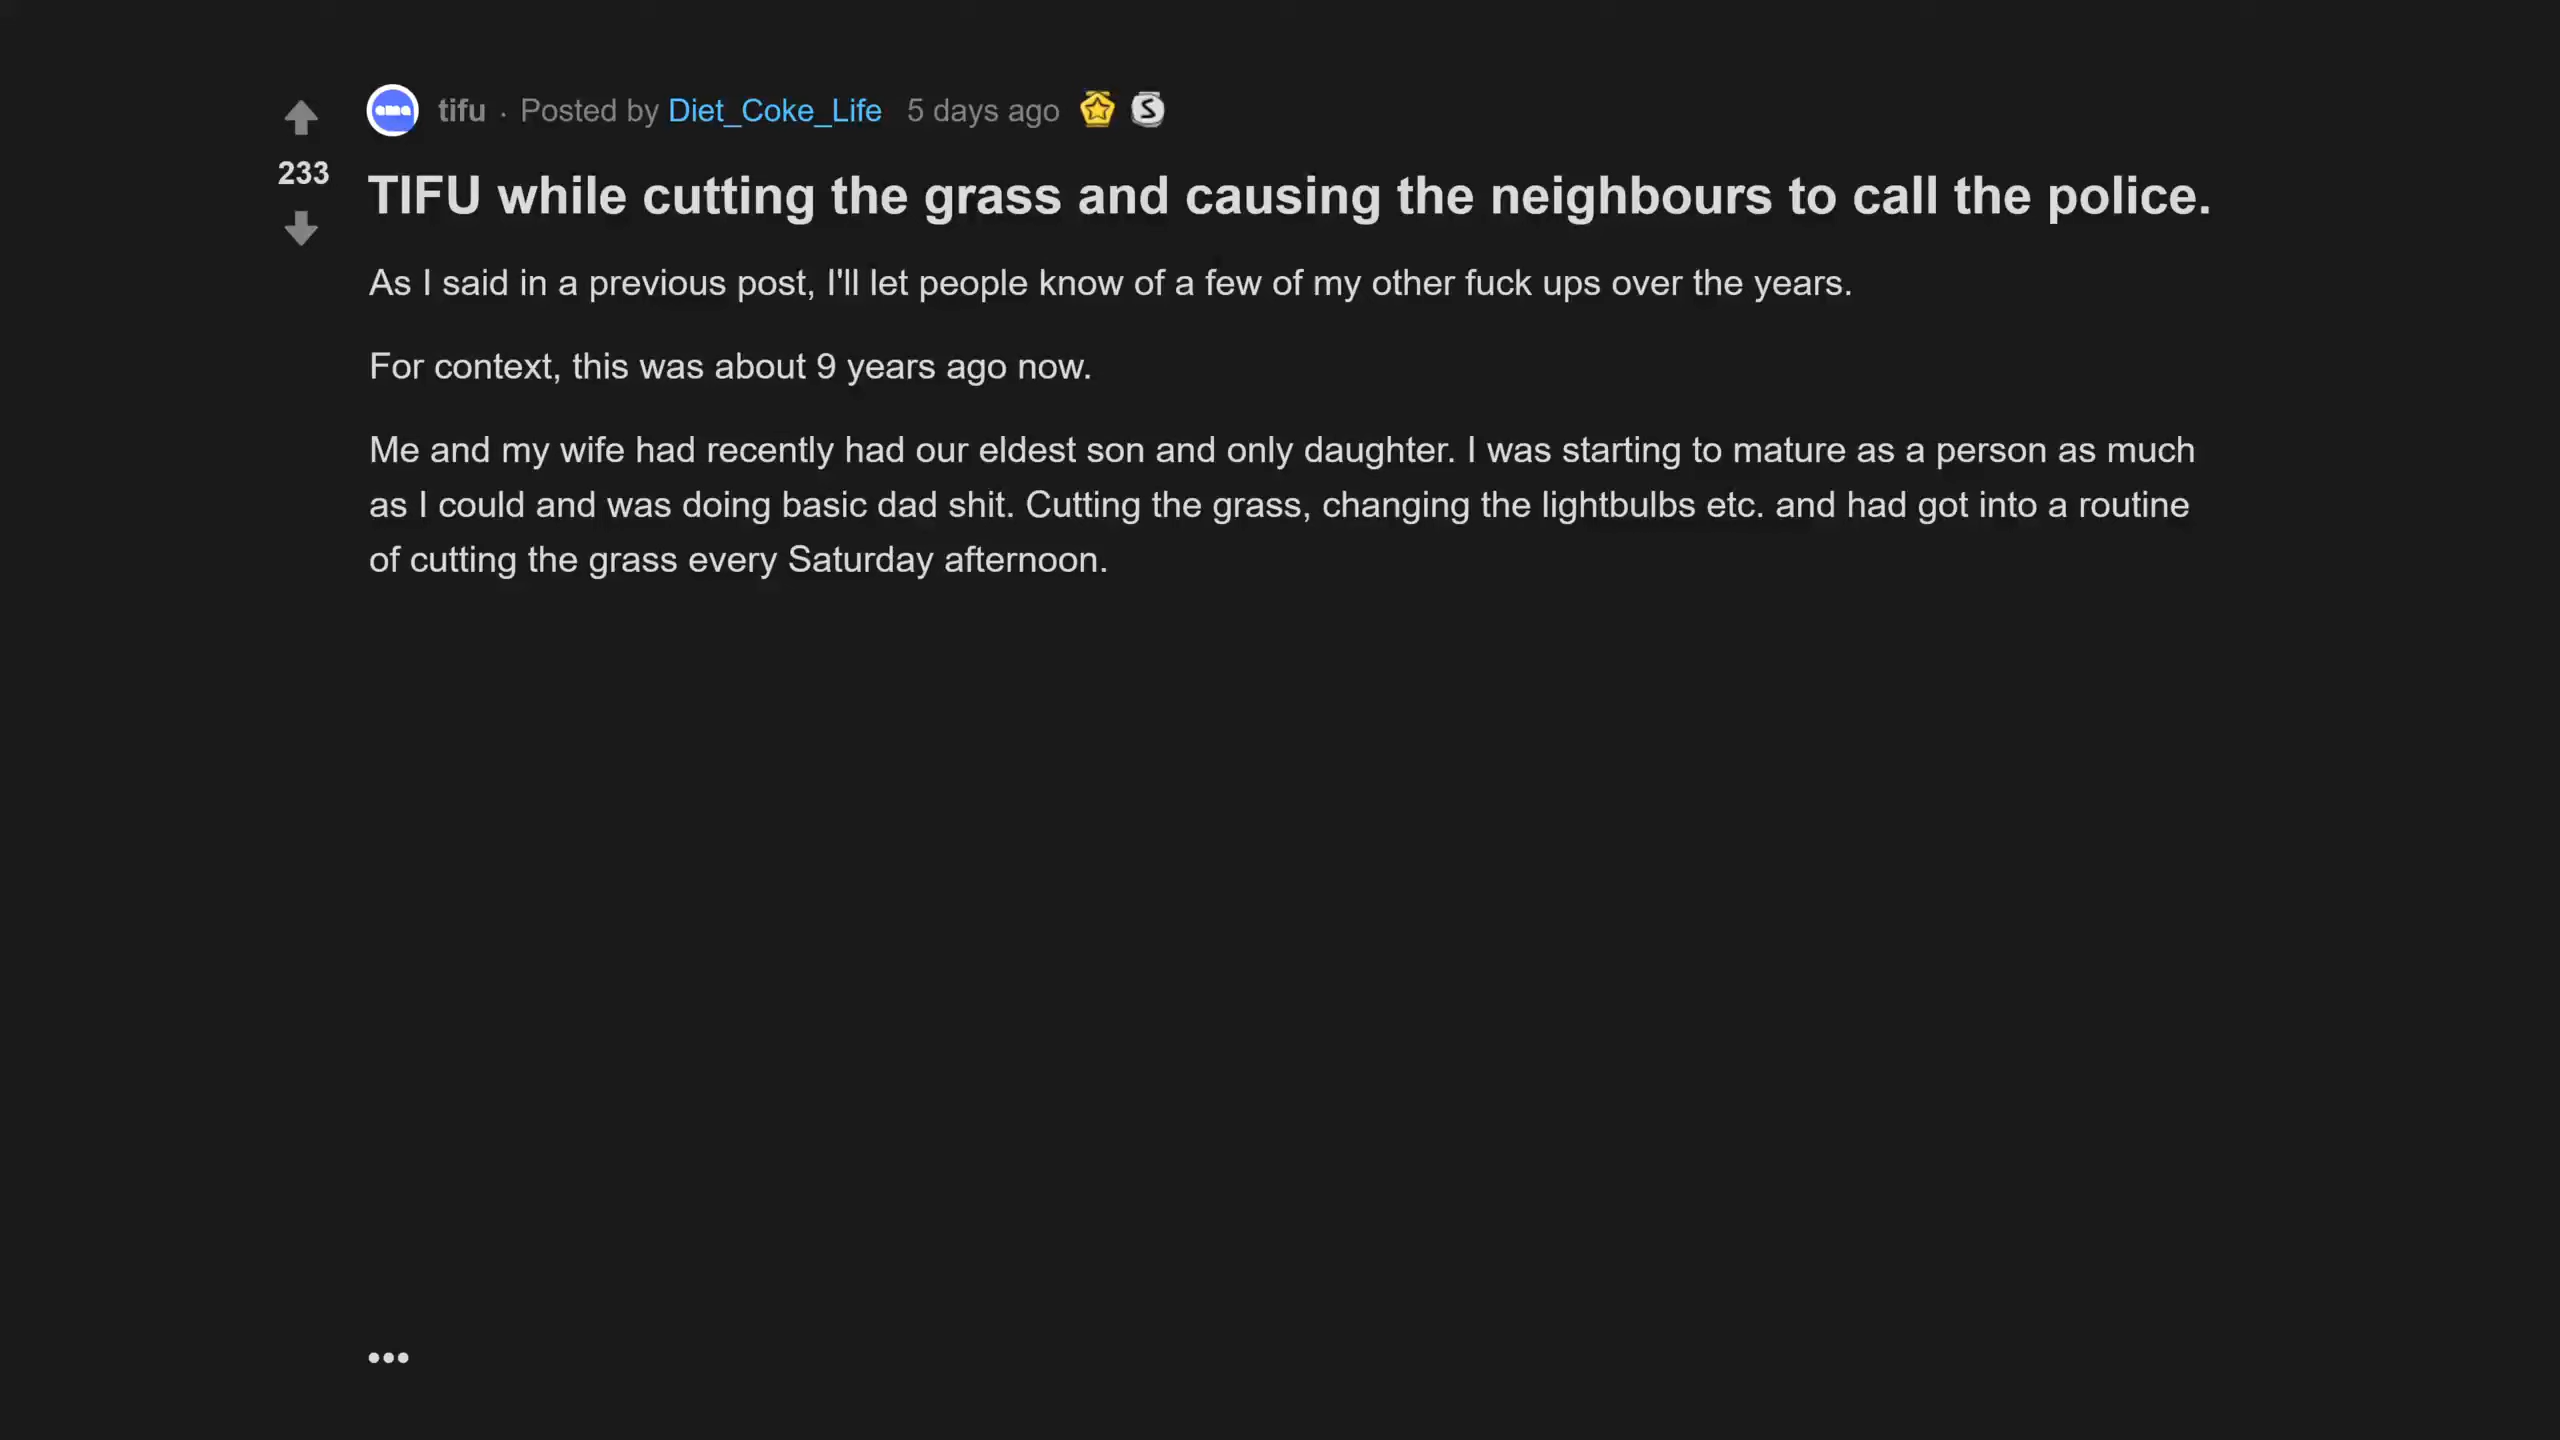 ama tifu · Posted by Diet_Coke_Life 5 days ago S
233
TIFU while cutting the grass and causing the neighbours to call the police.
As I said in a previous post, I'll let people know of a few of my other fuck ups over the years.
For context, this was about 9 years ago now.
Me and my wife had recently had our eldest son and only daughter. I was starting to mature as a person as much
as I could and was doing basic dad shit. Cutting the grass, changing the lightbulbs etc. and had got into a routine
of cutting the grass every Saturday afternoon.
•••